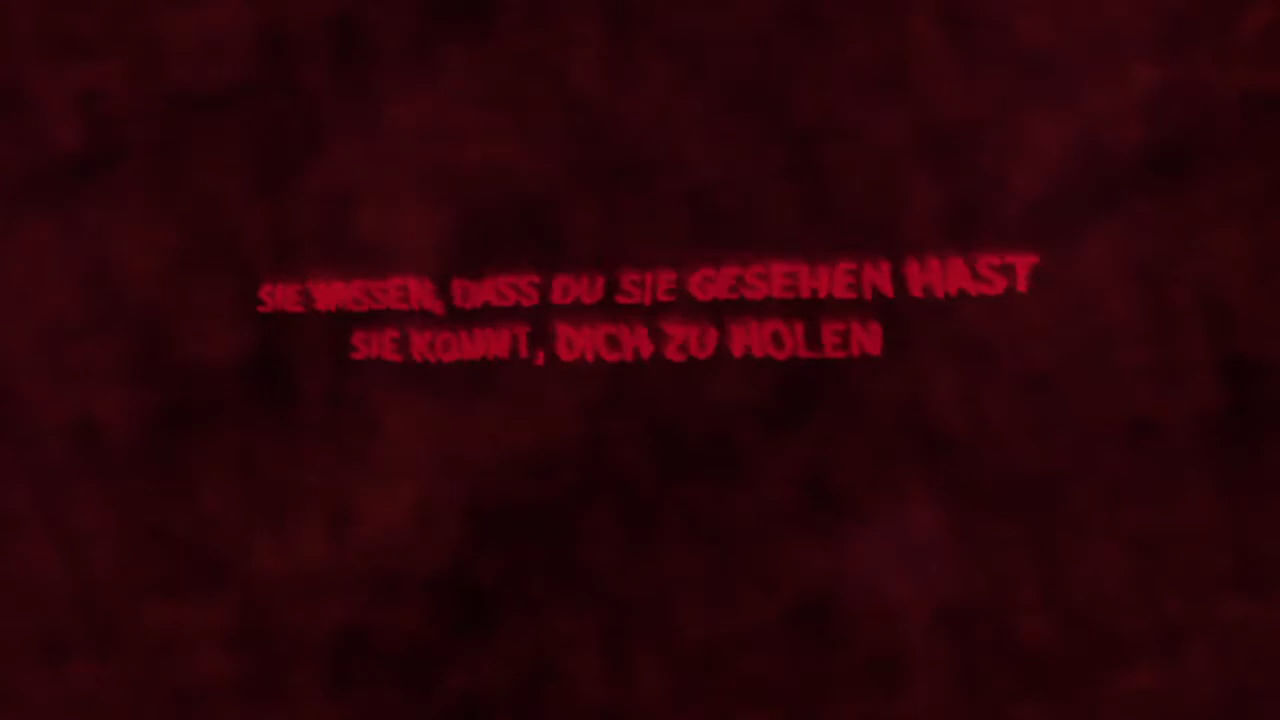 SIE WISSEN, DASS DU SIE GESEHEN HAST
SIE KOMMT, DICH ZU HOLEN